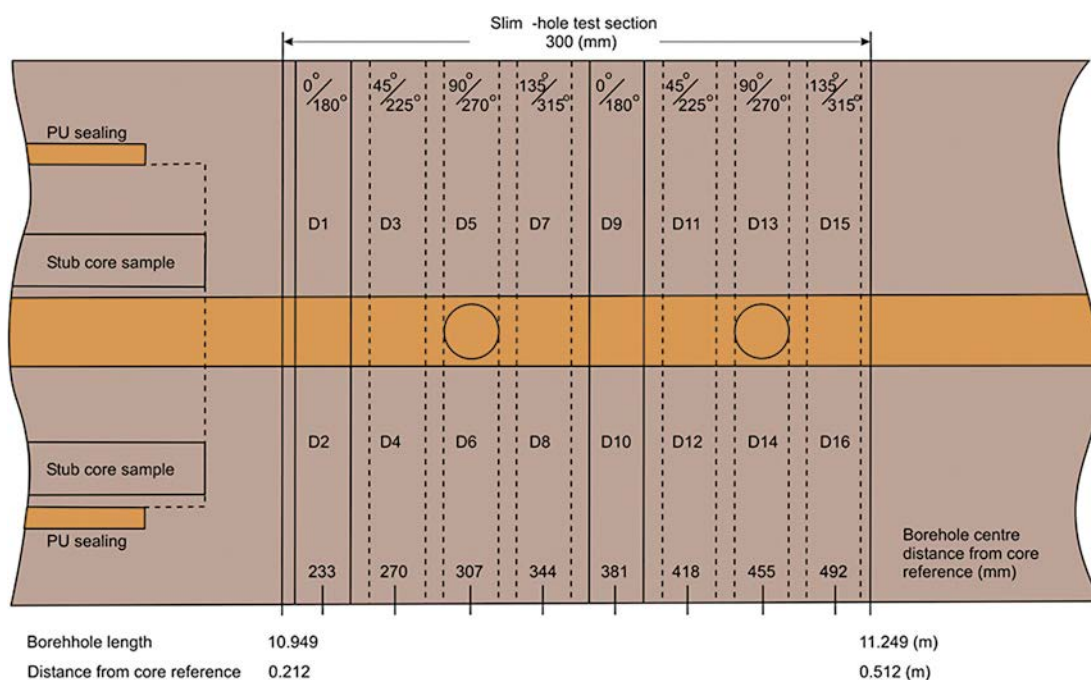 Slim -hole test section
300 (mm)
0°/180° 45°/225° 90°/270° 135°/315° 0°/180° 45°/225° 90°/270° 135°/315°
PU sealing
D1 D3 D5 D7 D9 D11 D13 D15
Stub core sample
D2 D4 D6 D8 D10 D12 D14 D16
Stub core sample
PU sealing
Borehole centre
distance from core
reference (mm)
233 270 307 344 381 418 455 492
Borehhole length 10.949 11.249 (m)
Distance from core reference 0.212 0.512 (m)